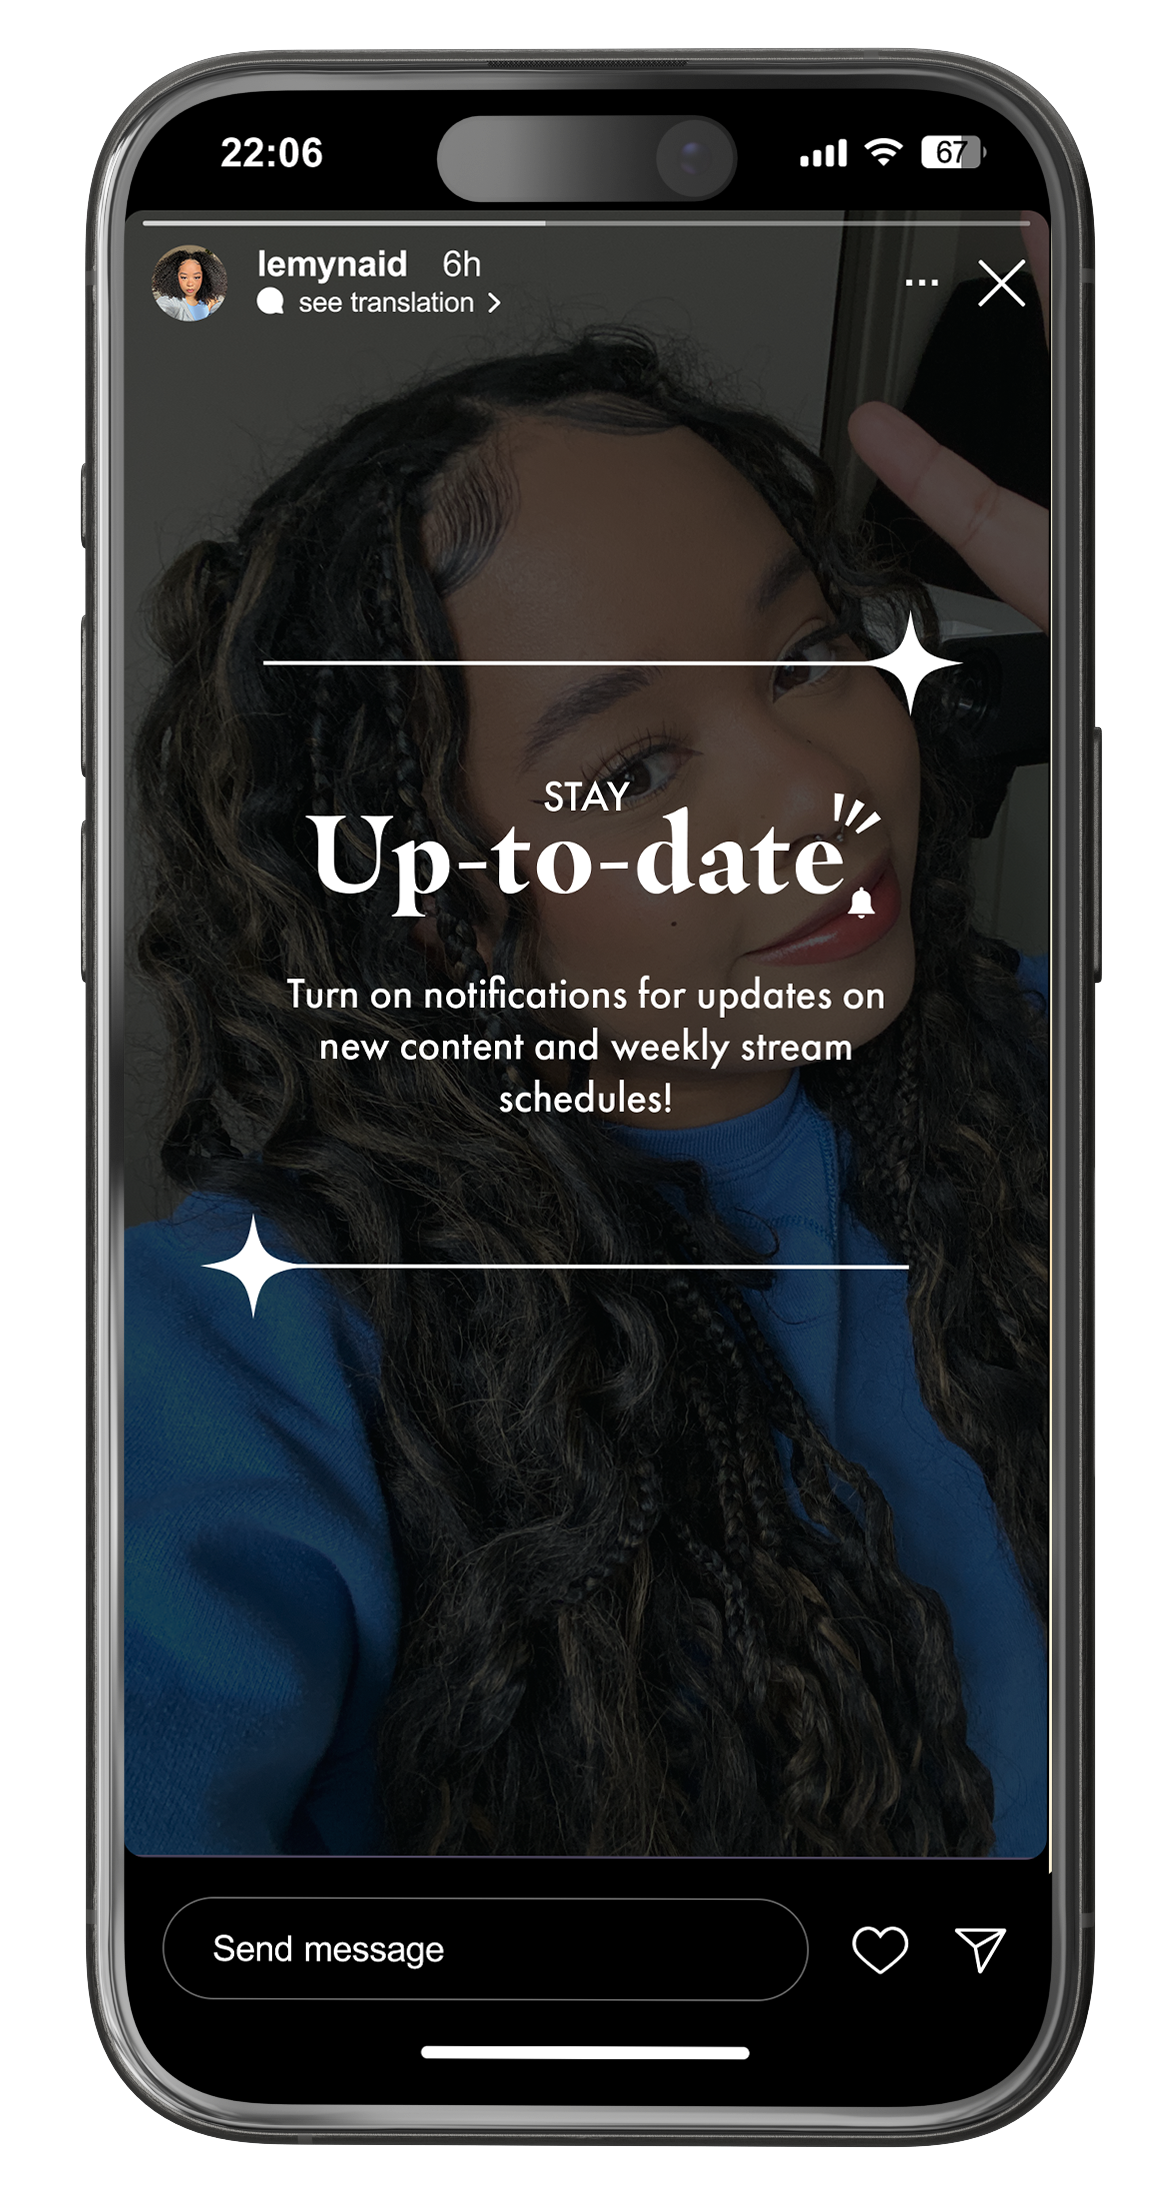 22:06
67
lemynaid 6h
see translation
STAY
Up-to-date
Turn on notifications for updates on
new content and weekly stream
schedules!
Send message